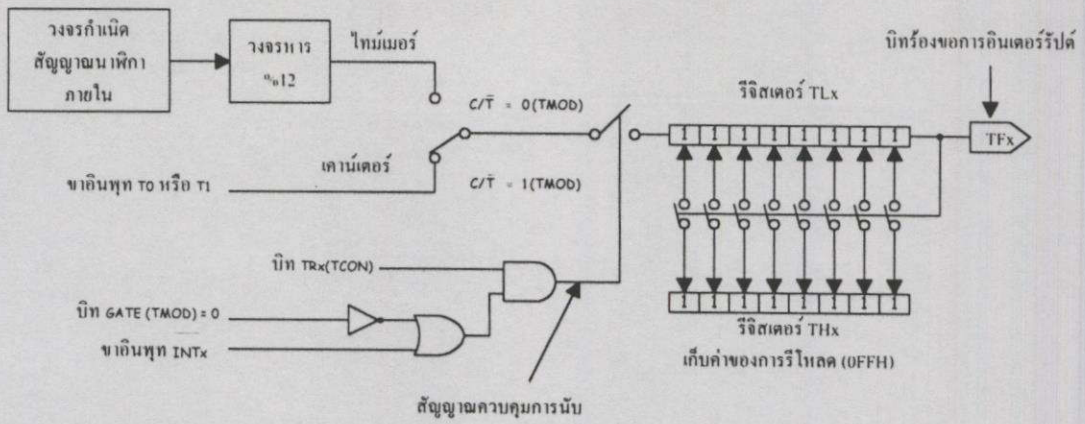 วงจรกำเนิด
สัญญาณนาฬิกา
ภายใน
วงจรหาร
%12
ไทม์เมอร์
บิทร้องขอการอินเตอร์รัปต์
C/T̅ = 0(TMOD)
รีจิสเตอร์ TLx
1 1 1 1 1 1 1 1
TFx
เคาน์เตอร์
ขาอินพุท T0 หรือ T1
C/T̅ = 1(TMOD)
บิท TRx(TCON)
1 1 1 1 1 1 1 1
บิท GATE (TMOD) = 0
รีจิสเตอร์ THx
ขาอินพุท INTx
เก็บค่าของการรีโหลด (0FFH)
สัญญาณควบคุมการนับ